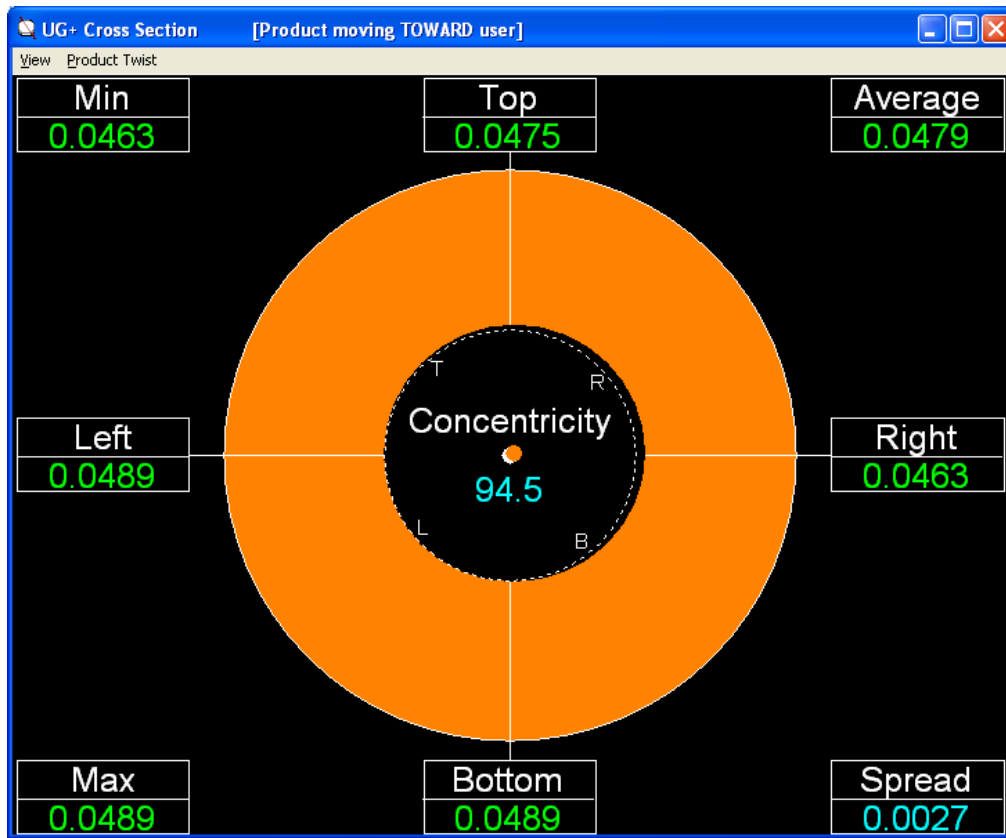 UG+ Cross Section [Product moving TOWARD user]
View Product Twist
Min Top Average
0.0463 0.0475 0.0479
T
R
Concentricity
Left Right
0.0489 0.0463
94.5
L
B
Max Bottom Spread
0.0489 0.0489 0.0027